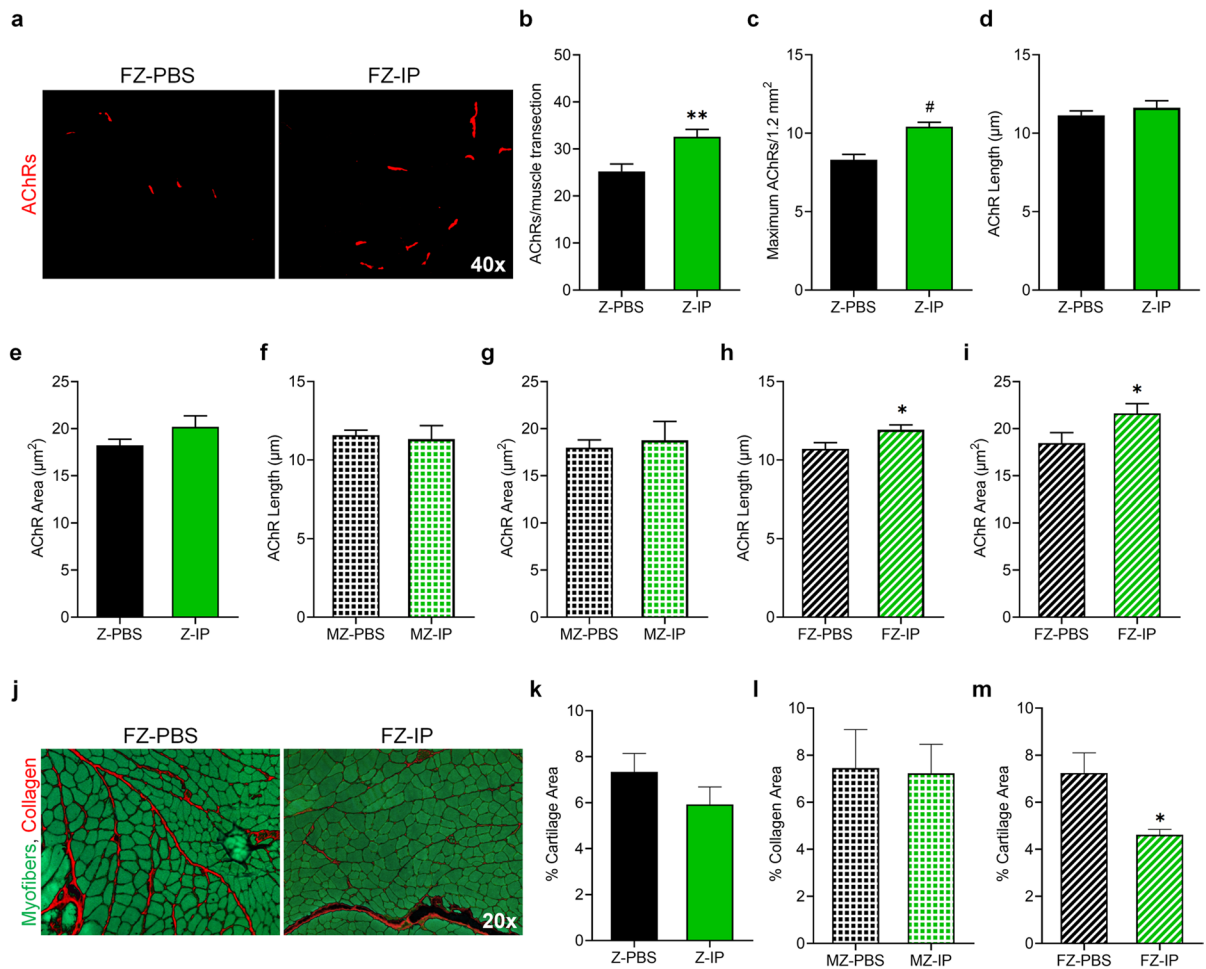 a
FZ-PBS
FZ-IP
AChRs
40x
b
AChRs/muscle transection
50
40
30
20
10
0
**
Z-PBS
Z-IP
c
Maximum AChRs/1.2 mm²
15
10
5
0
#
Z-PBS
Z-IP
d
AChR Length (μm)
15
10
5
0
Z-PBS
Z-IP
e
AChR Area (μm²)
25
20
15
10
5
0
Z-PBS
Z-IP
f
AChR Length (μm)
15
10
5
0
MZ-PBS
MZ-IP
g
AChR Area (μm²)
25
20
15
10
5
0
MZ-PBS
MZ-IP
h
AChR Length (μm)
15
10
5
0
*
FZ-PBS
FZ-IP
i
AChR Area (μm²)
25
20
15
10
5
0
*
FZ-PBS
FZ-IP
j
FZ-PBS
FZ-IP
Myofibers, Collagen
20x
k
% Cartilage Area
10
8
6
4
2
0
Z-PBS
Z-IP
l
% Collagen Area
10
8
6
4
2
0
MZ-PBS
MZ-IP
m
% Cartilage Area
10
8
6
4
2
0
*
FZ-PBS
FZ-IP